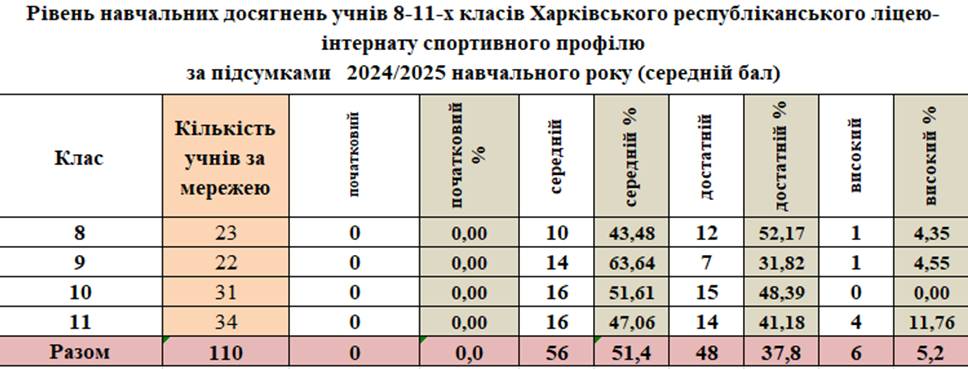 Рівень навчальних досягнень учнів 8-11-х класів Харківського республіканського ліцею-
інтернату спортивного профілю
за підсумками 2024/2025 навчального року (середній бал)
Клас Кількість учнів за мережею початковий початковий % середній середній % достатній достатній % високий високий %
8 23 0 0,00 10 43,48 12 52,17 1 4,35
9 22 0 0,00 14 63,64 7 31,82 1 4,55
10 31 0 0,00 16 51,61 15 48,39 0 0,00
11 34 0 0,00 16 47,06 14 41,18 4 11,76
Разом 110 0 0,0 56 51,4 48 37,8 6 5,2